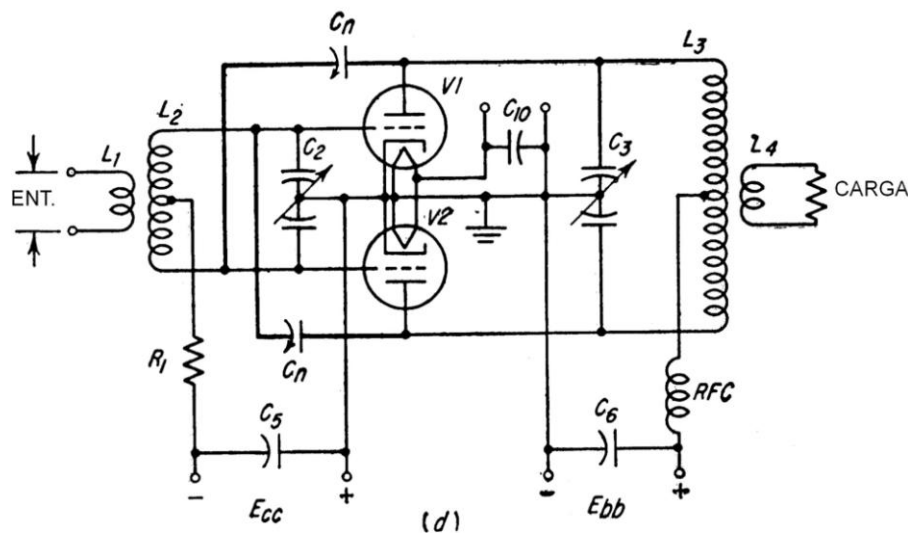 Cn
L3
L2
V1
L1
C10
C2
C3
L4
ENT.
CARGA
V2
R1
Cn
RFC
C5
C6
- +
- +
Ecc
Ebb
(d)